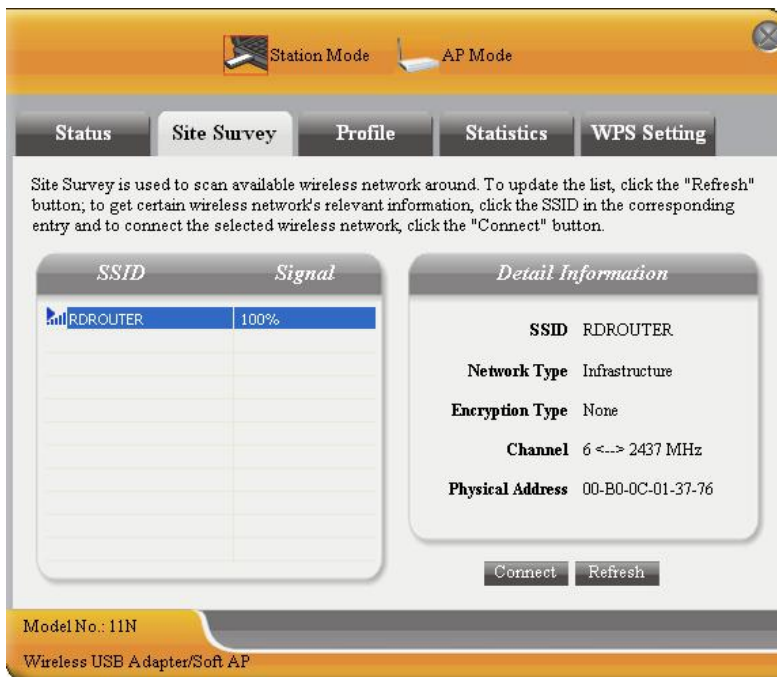 Station Mode
AP Mode
Status
Site Survey
Profile
Statistics
WPS Setting
Site Survey is used to scan available wireless network around. To update the list, click the "Refresh"
button; to get certain wireless network's relevant information, click the SSID in the corresponding
entry and to connect the selected wireless network, click the "Connect" button.
SSID Signal
RDROUTER 100%
Detail Information
SSID RDROUTER
Network Type Infrastructure
Encryption Type None
Channel 6 <--> 2437 MHz
Physical Address 00-B0-0C-01-37-76
Connect
Refresh
Model No.: 11N
Wireless USB Adapter/Soft AP